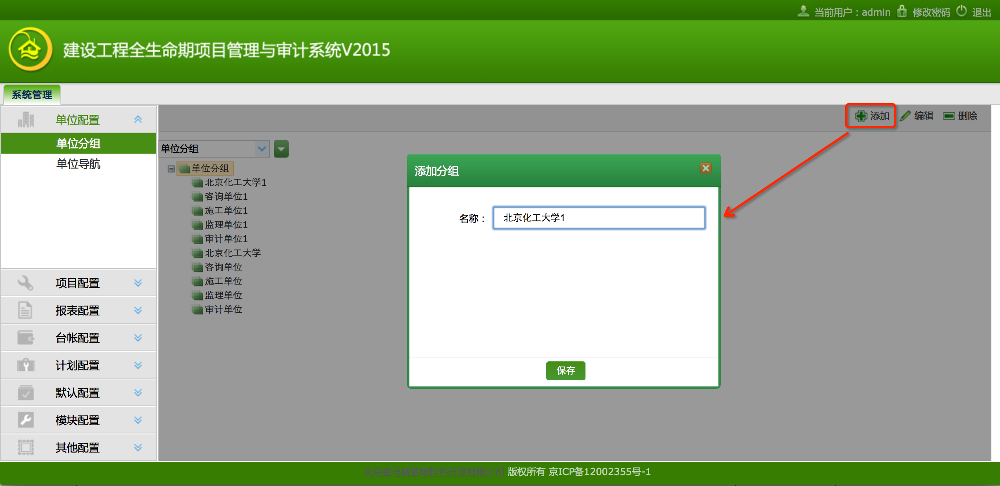 当前用户：admin 修改密码 退出
建设工程全生命期项目管理与审计系统V2015
系统管理
单位配置
单位分组
单位导航
项目配置
报表配置
台帐配置
计划配置
默认配置
模块配置
其他配置
添加 编辑 删除
单位分组
单位分组
北京化工大学1
咨询单位1
施工单位1
监理单位1
审计单位1
北京化工大学
咨询单位
施工单位
监理单位
审计单位
添加分组
名称： 北京化工大学1
保存
北京金马威管理软件开发有限公司 版权所有 京ICP备12002355号-1